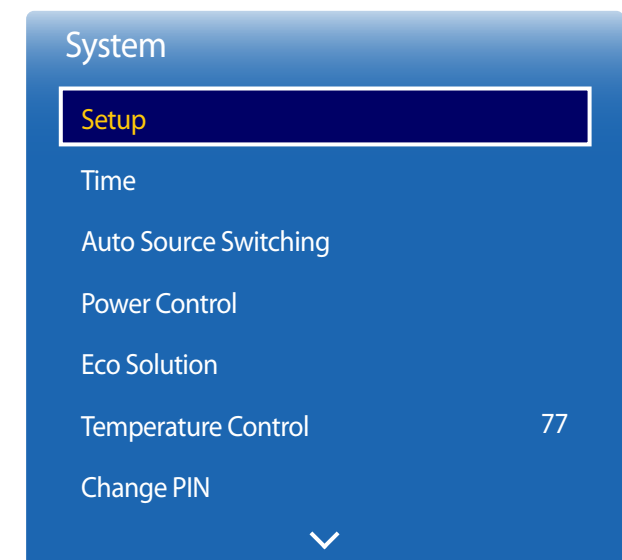 System
Setup
Time
Auto Source Switching
Power Control
Eco Solution
Temperature Control 77
Change PIN